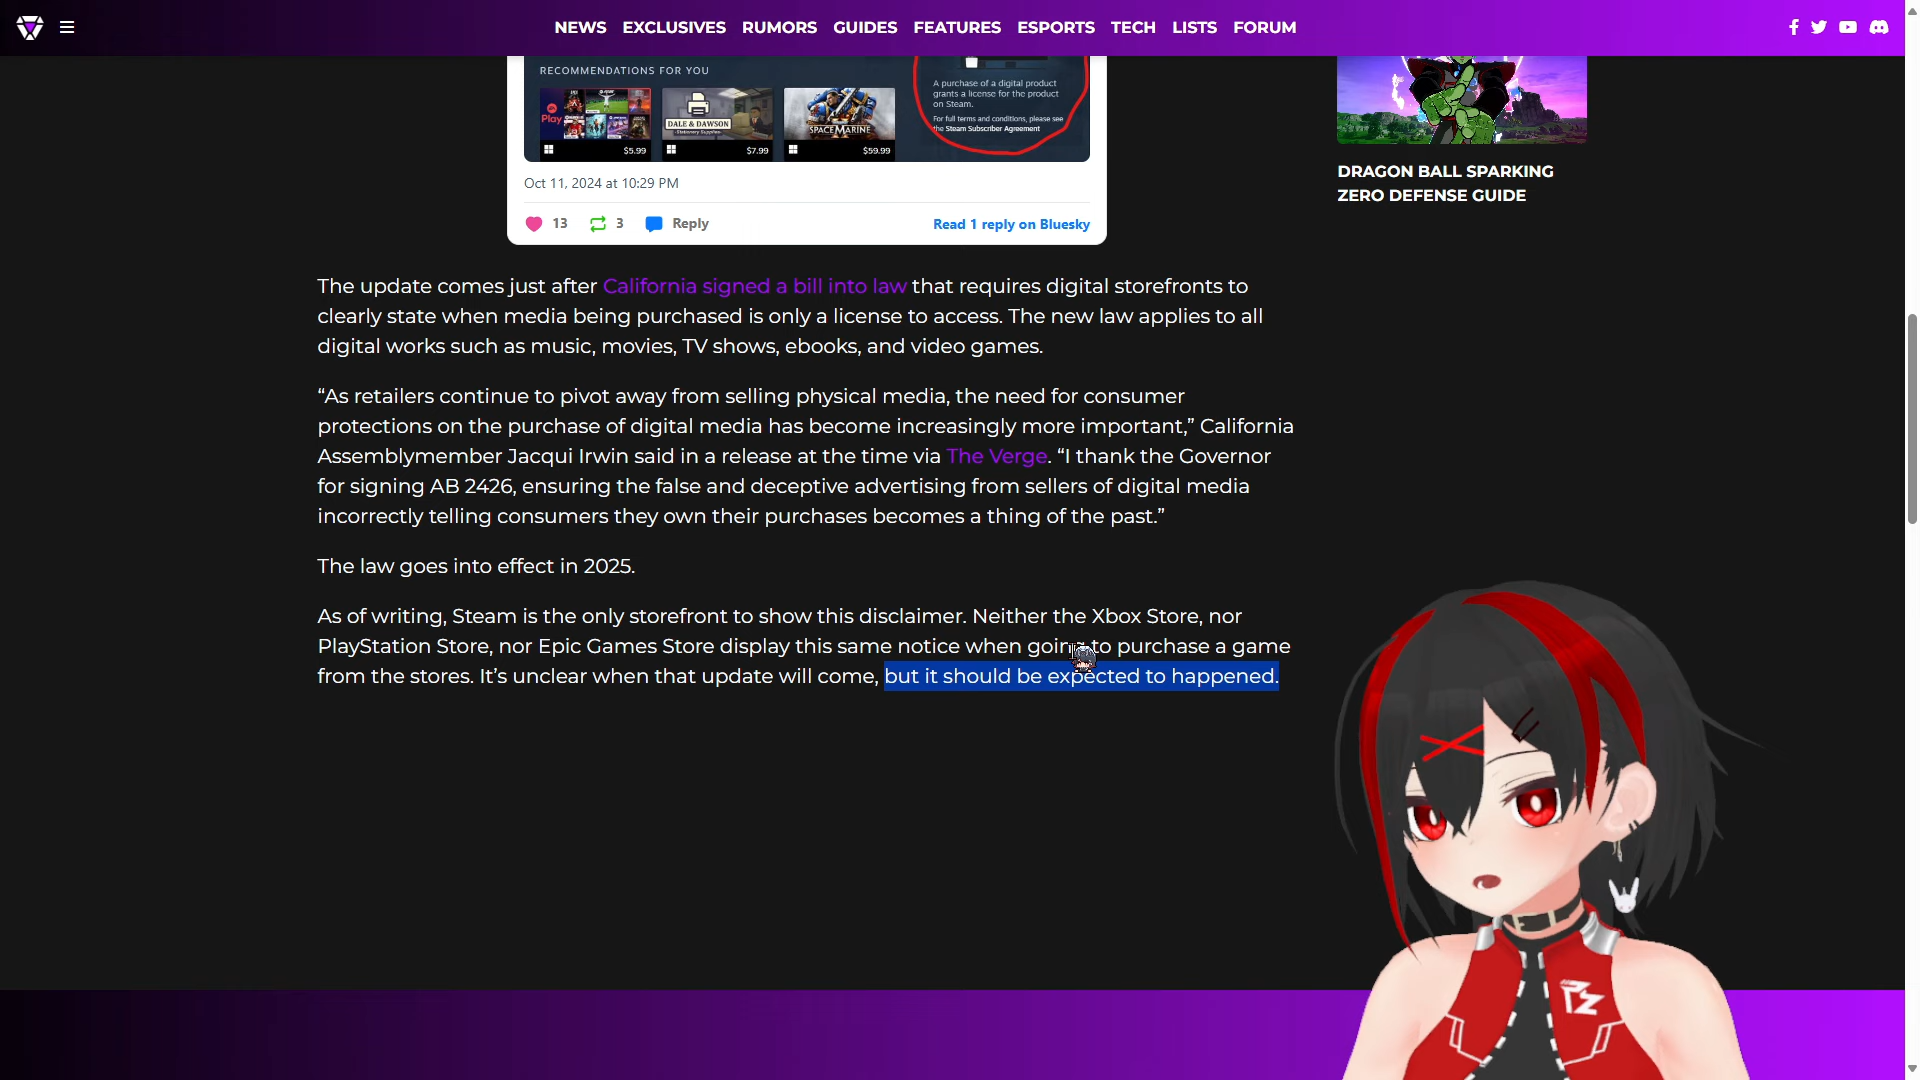 NEWS EXCLUSIVES RUMORS GUIDES FEATURES ESPORTS TECH LISTS FORUM
RECOMMENDATIONS FOR YOU
Play
DALE & DAWSON
Stationery Supplies
SPACE MARINE
$5.99
$7.99
$59.99
A purchase of a digital product
grants a license for the product
on Steam.
For full terms and conditions, please see
the Steam Subscriber Agreement
Oct 11, 2024 at 10:29 PM
13 3 Reply Read 1 reply on Bluesky
DRAGON BALL SPARKING
ZERO DEFENSE GUIDE
The update comes just after California signed a bill into law that requires digital storefronts to
clearly state when media being purchased is only a license to access. The new law applies to all
digital works such as music, movies, TV shows, ebooks, and video games.
“As retailers continue to pivot away from selling physical media, the need for consumer
protections on the purchase of digital media has become increasingly more important,” California
Assemblymember Jacqui Irwin said in a release at the time via The Verge. “I thank the Governor
for signing AB 2426, ensuring the false and deceptive advertising from sellers of digital media
incorrectly telling consumers they own their purchases becomes a thing of the past.”
The law goes into effect in 2025.
As of writing, Steam is the only storefront to show this disclaimer. Neither the Xbox Store, nor
PlayStation Store, nor Epic Games Store display this same notice when going to purchase a game
from the stores. It’s unclear when that update will come, but it should be expected to happened.